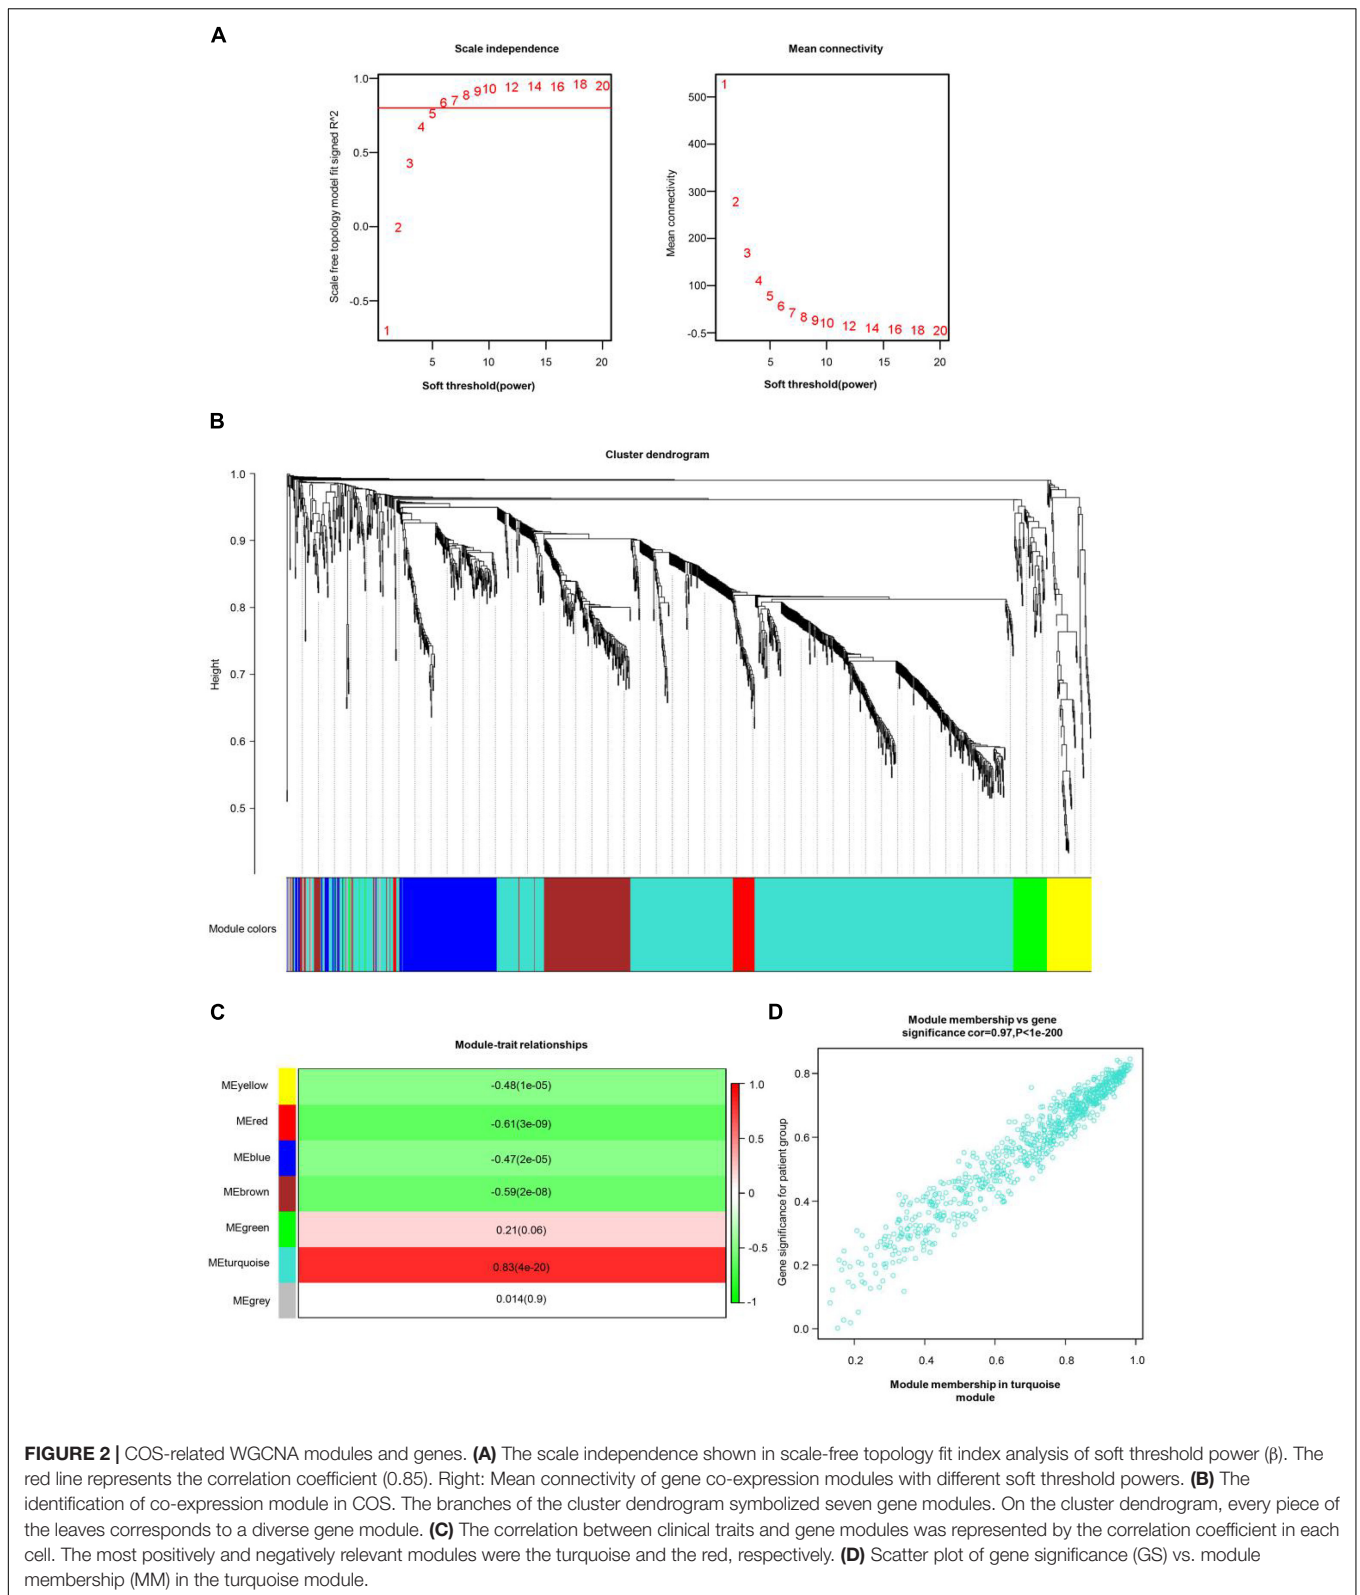 A
Scale independence
Mean connectivity
Scale free topology model fit signed R^2
1.0
0.5
0.0
-0.5
1
2
3
4
5
6
7
8
9
10
12
14
16
18
20
5
10
15
20
Soft threshold(power)
Mean connectivity
500
400
300
200
100
-0.5
1
2
3
4
5
6
7
8
9
10
12
14
16
18
20
5
10
15
20
Soft threshold(power)
B
Cluster dendrogram
Height
1.0
0.9
0.8
0.7
0.6
0.5
Module colors
C
Module-trait relationships
MEyellow
-0.48(1e-05)
MEred
-0.61(3e-09)
MEblue
-0.47(2e-05)
MEbrown
-0.59(2e-08)
MEgreen
0.21(0.06)
MEturquoise
0.83(4e-20)
MEgrey
0.014(0.9)
1.0
0.5
0
-0.5
-1
D
Module membership vs gene
significance cor=0.97,P<1e-200
Gene significance for patient group
0.8
0.6
0.4
0.2
0.0
0.2
0.4
0.6
0.8
1.0
Module membership in turquoise
module
FIGURE 2 | COS-related WGCNA modules and genes. (A) The scale independence shown in scale-free topology fit index analysis of soft threshold power (β). The
red line represents the correlation coefficient (0.85). Right: Mean connectivity of gene co-expression modules with different soft threshold powers. (B) The
identification of co-expression module in COS. The branches of the cluster dendrogram symbolized seven gene modules. On the cluster dendrogram, every piece of
the leaves corresponds to a diverse gene module. (C) The correlation between clinical traits and gene modules was represented by the correlation coefficient in each
cell. The most positively and negatively relevant modules were the turquoise and the red, respectively. (D) Scatter plot of gene significance (GS) vs. module
membership (MM) in the turquoise module.